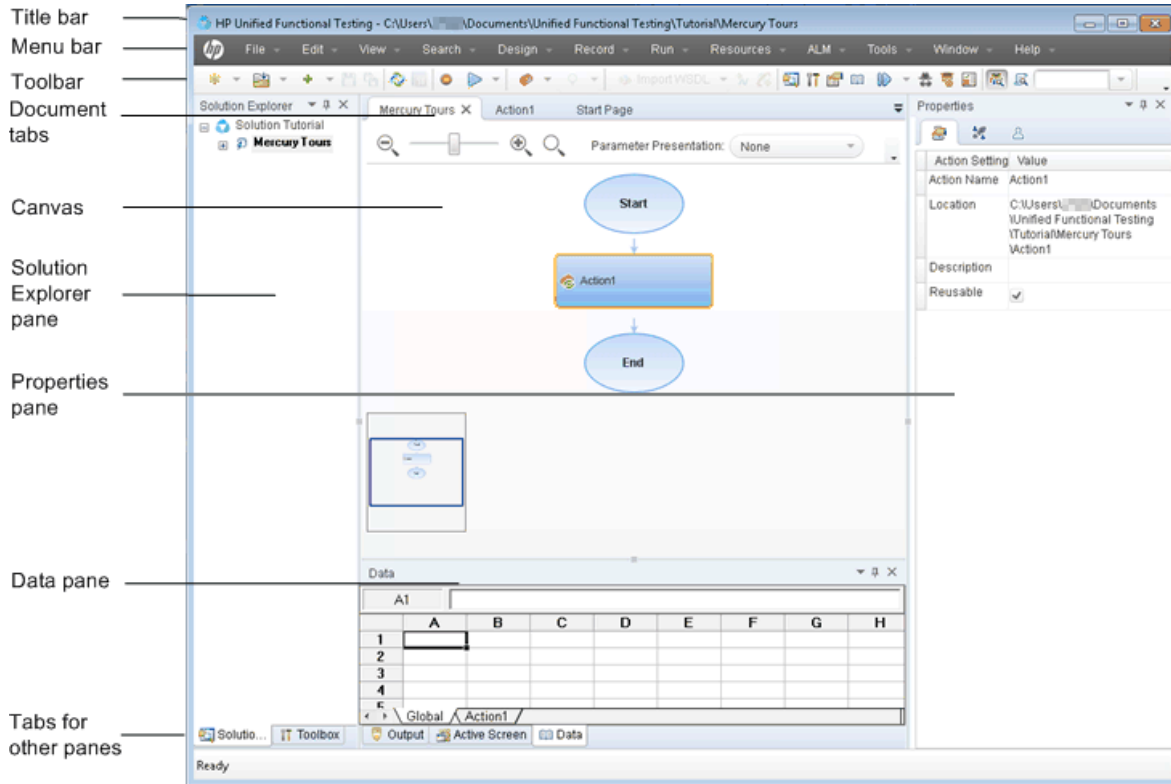 Title bar
Menu bar
Toolbar
Document
tabs
Canvas
Solution
Explorer
pane
Properties
pane
Data pane
Tabs for
other panes
HP Unified Functional Testing - C:\Users\ \Documents\Unified Functional Testing\Tutorial\Mercury Tours
hp File Edit View Search Design Record Run Resources ALM Tools Window Help
Import WSDL
Solution Explorer
Solution Tutorial
Mercury Tours
Mercury Tours Action1 Start Page
Parameter Presentation: None
Start
Action1
End
Properties
Action Setting Value
Action Name Action1
Location C:\Users\ \Documents
\Unified Functional Testing
\Tutorial\Mercury Tours
\Action1
Description
Reusable
Data
A1
A B C D E F G H
1
2
3
4
5
Global Action1
Solutio... Toolbox Output Active Screen Data
Ready